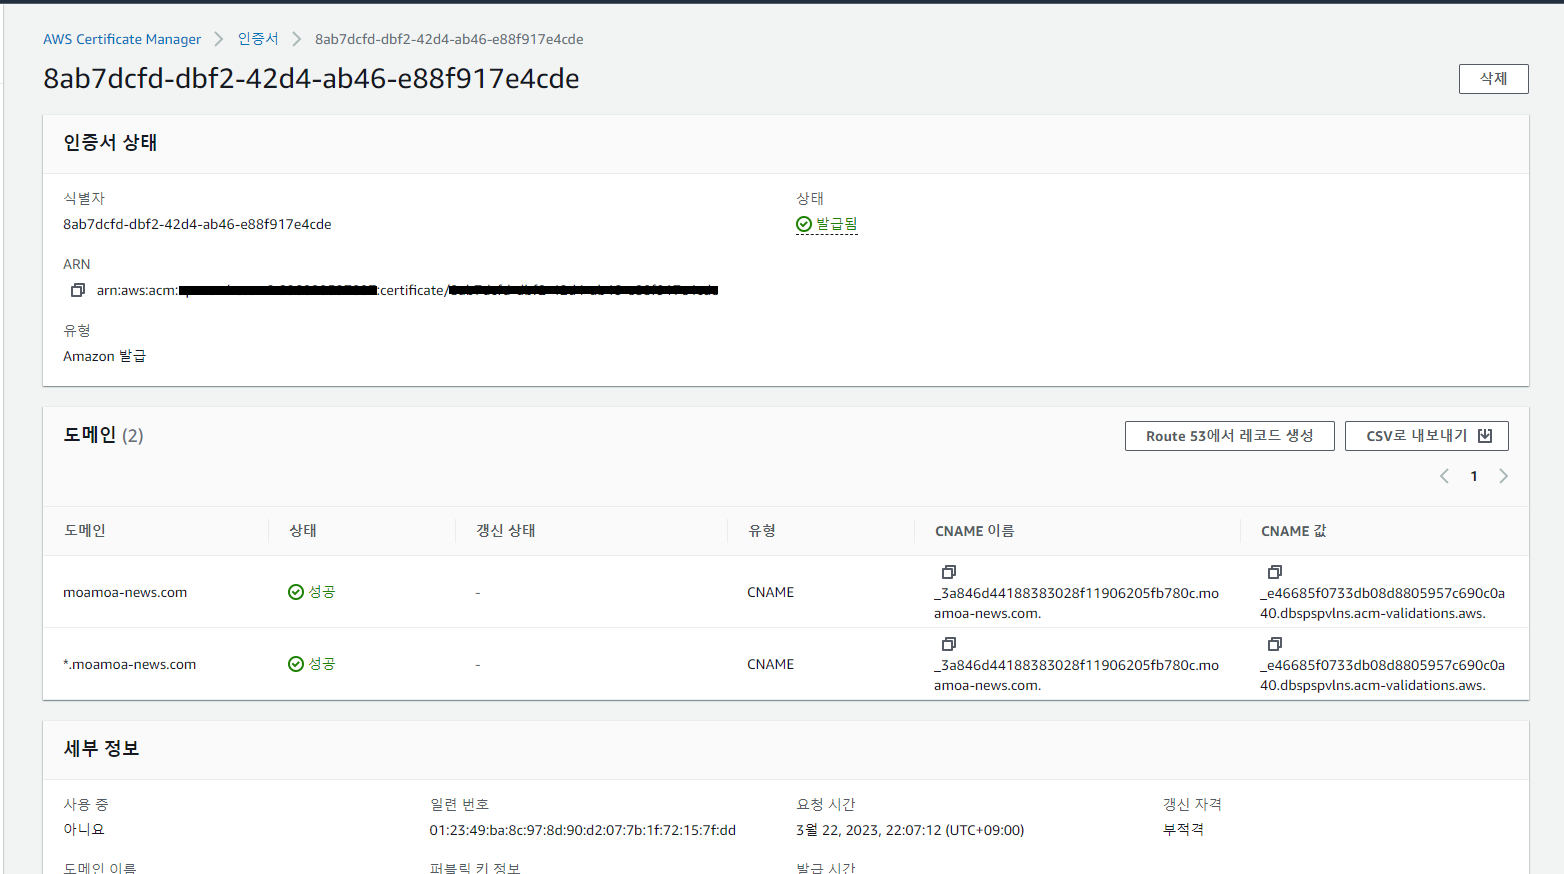 AWS Certificate Manager > 인증서 > 8ab7dcfd-dbf2-42d4-ab46-e88f917e4cde
8ab7dcfd-dbf2-42d4-ab46-e88f917e4cde
삭제
인증서 상태
식별자
8ab7dcfd-dbf2-42d4-ab46-e88f917e4cde
상태
발급됨
ARN
arn:aws:acm: :certificate/
유형
Amazon 발급
도메인 (2)
Route 53에서 레코드 생성
CSV로 내보내기
1
도메인 상태 갱신 상태 유형 CNAME 이름 CNAME 값
moamoa-news.com 성공 - CNAME
_3a846d44188383028f11906205fb780c.mo
amoa-news.com.
_e46685f0733db08d8805957c690c0a
40.dbspspvlns.acm-validations.aws.
*.moamoa-news.com 성공 - CNAME
_3a846d44188383028f11906205fb780c.mo
amoa-news.com.
_e46685f0733db08d8805957c690c0a
40.dbspspvlns.acm-validations.aws.
세부 정보
사용 중
아니요
일련 번호
01:23:49:ba:8c:97:8d:90:d2:07:7b:1f:72:15:7f:dd
요청 시간
3월 22, 2023, 22:07:12 (UTC+09:00)
갱신 자격
부적격
도메인 이름
퍼블릭 키 정보
발급 시간